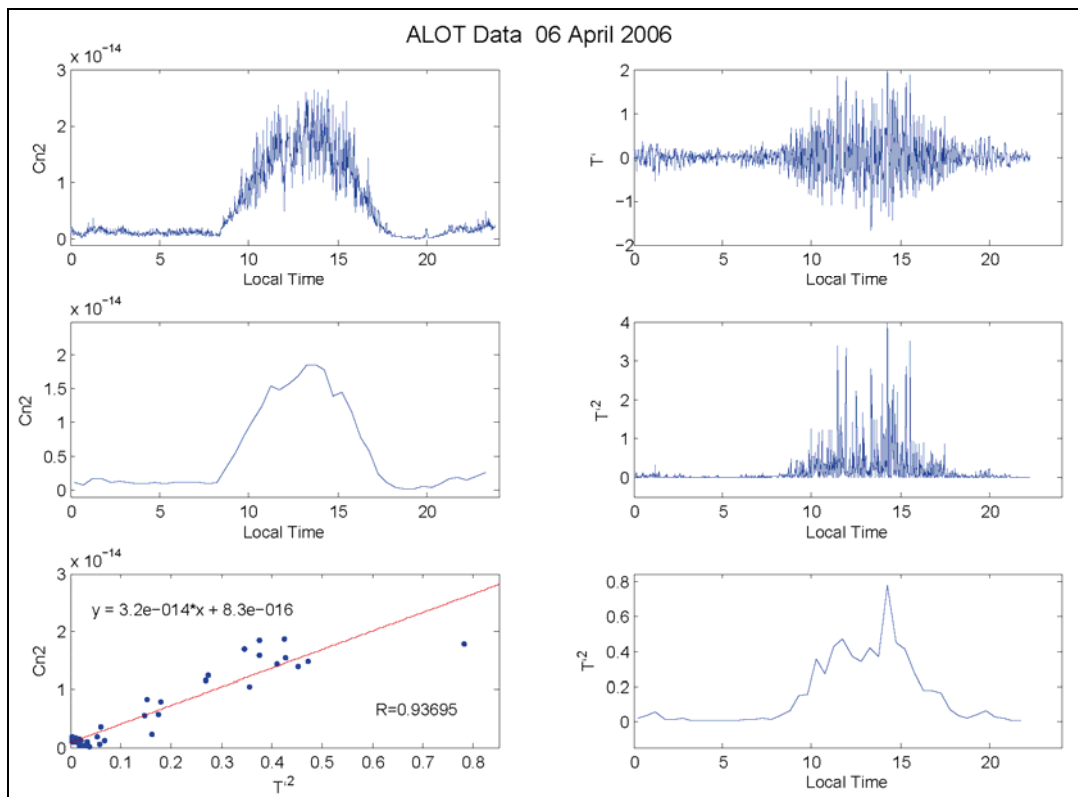 ALOT Data 06 April 2006
x 10⁻¹⁴
3
2
1
0
Cn2
0 5 10 15 20
Local Time
2
1
0
−1
−2
T'
0 5 10 15 20
Local Time
x 10⁻¹⁴
2
1.5
0.5
0
Cn2
0 5 10 15 20
Local Time
4
3
2
1
0
T'²
0 5 10 15 20
Local Time
x 10⁻¹⁴
3
2
1
0
Cn2
y = 3.2e−014*x + 8.3e−016
R=0.93695
0 0.1 0.2 0.3 0.4 0.5 0.6 0.7 0.8
T'²
0.8
0.6
0.4
0.2
0
T'²
0 5 10 15 20
Local Time